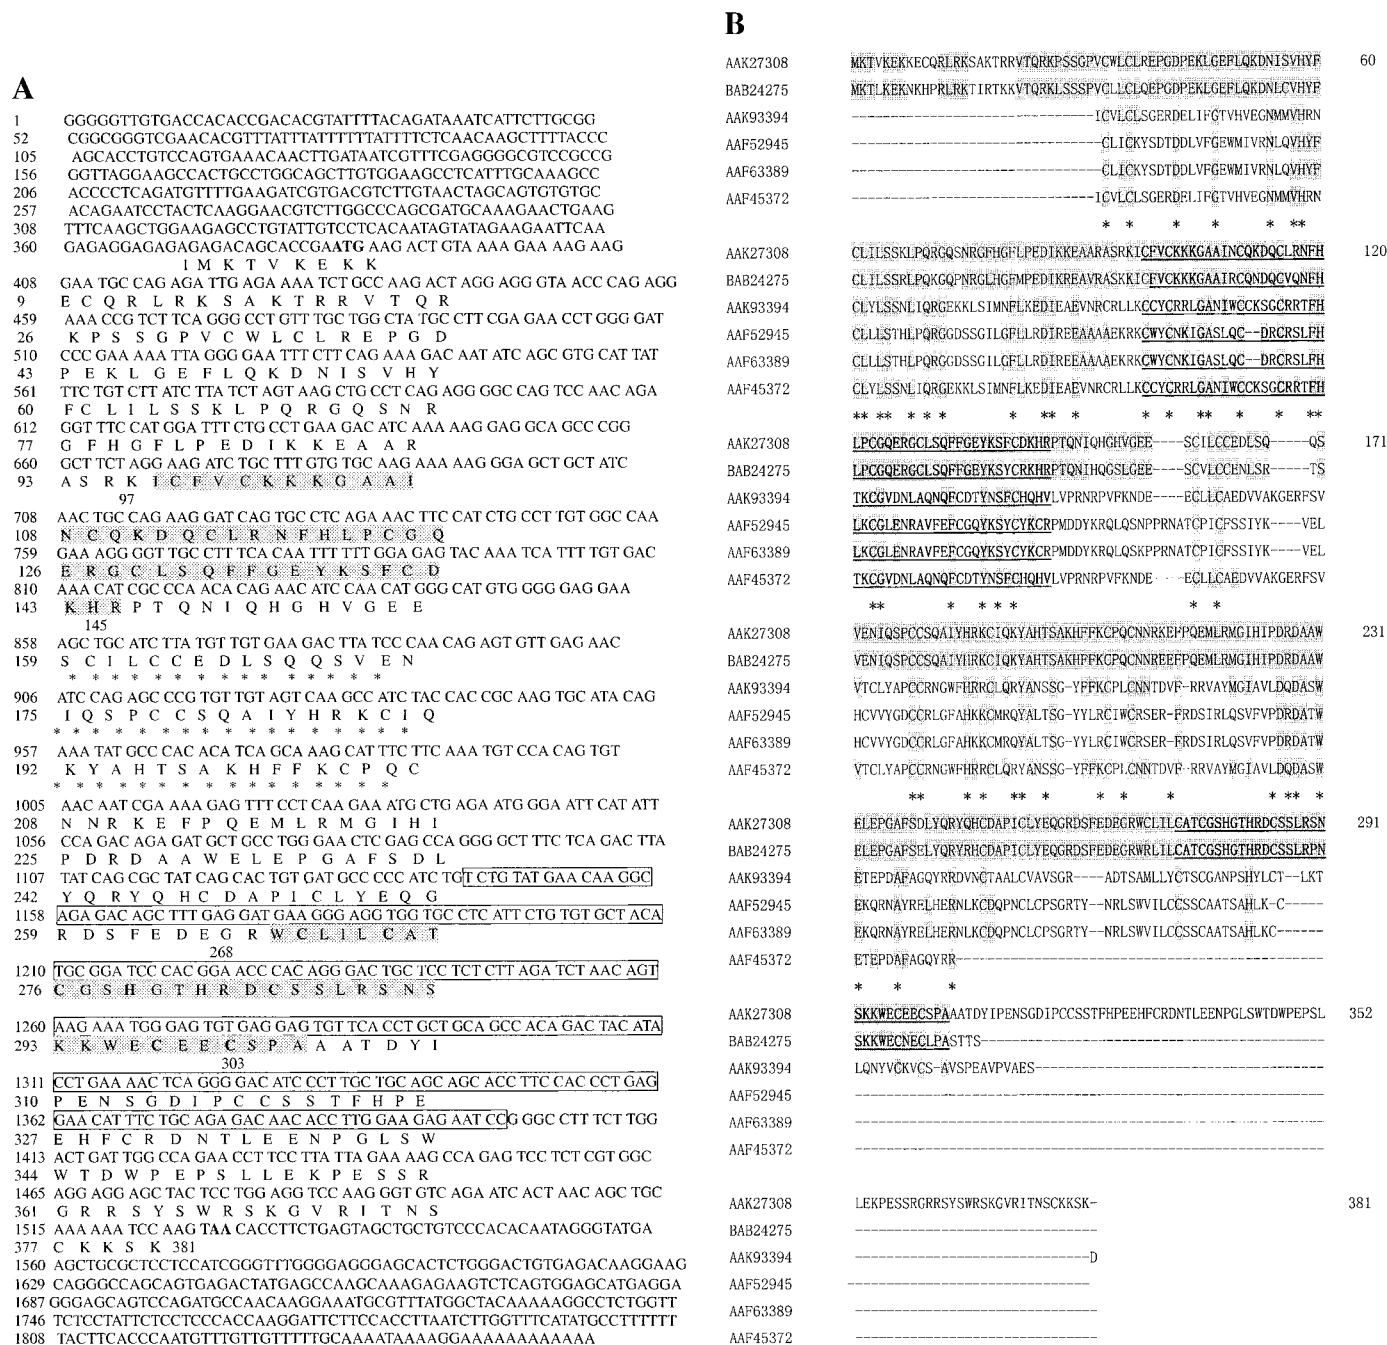 A
1 GGGGGTTGTGACCACACACCGACACGTATTTTACAGATAAATCATTCTTGCGG
52 CGGCGGGTCGAACACGTTTATTTATTTTTTATTTTCTCAACAAGCTTTTACCC
105 AGCACCTGTCCAGTGAAACAACTTGATAATCGTTTCGAGGGGCGTCCGCCG
156 GGTTAGGAAGCCACTGCCTGGCAGCTTGTGGAAGCCTCATTTGCAAAGCC
206 ACCCCTCAGATGTTTTGAAGATCGTGACGTCTTGTAACTAGCAGTGTGTGC
257 ACAGAATCCTACTCAAGGAACGTCTTGGCCCAGCGATGCAAAGAACTGAAG
308 TTTCAAGCTGGAAGAGCCTGTATTGTCCTCACAATAGTATAGAAGAATTCAA
360 GAGAGGAGAGAGAGACAGCACCGAATG AAG ACT GTA AAA GAA AAG AAG
I M K T V K E K K
408 GAA TGC CAG AGA TTG AGA AAA TCT GCC AAG ACT AGG AGG GTA ACC CAG AGG
9 E C Q R L R K S A K T R R V T Q R
459 AAA CCG TCT TCA GGG CCT GTT TGC TGG CTA TGC CTT CGA GAA CCT GGG GAT
26 K P S S G P V C W L C L R E P G D
510 CCC GAA AAA TTA GGG GAA TTT CTT CAG AAA GAC AAT ATC AGC GTG CAT TAT
43 P E K L G E F L Q K D N I S V H Y
561 TTC TGT CTT ATC TTA TCT AGT AAG CTG CCT CAG AGG GGC CAG TCC AAC AGA
60 F C L I L S S K L P Q R G Q S N R
612 GGT TTC CAT GGA TTT CTG CCT GAA GAC ATC AAA AAG GAG GCA GCC CGG
77 G F H G F L P E D I K K E A A R
660 GCT TCT AGG AAG ATC TGC TTT GTG TGC AAG AAA AAG GGA GCT GCT ATC
93 A S R K I C F V C K K K G A A I
97
708 AAC TGC CAG AAG GAT CAG TGC CTC AGA AAC TTC CAT CTG CCT TGT GGC CAA
108 N C Q K D Q C L R N F H L P C G Q
759 GAA AGG GGT TGC CTT TCA CAA TTT TTT GGA GAG TAC AAA TCA TTT TGT GAC
126 E R G C L S Q F F G E Y K S F C D
810 AAA CAT CGC CCA ACA CAG AAC ATC CAA CAT GGG CAT GTG GGG GAG GAA
143 K H R P T Q N I Q H G H V G E E
145
858 AGC TGC ATC TTA TGT TGT GAA GAC TTA TCC CAA CAG AGT GTT GAG AAC
159 S C I L C C E D L S Q Q S V E N
* * * * * * * * * * * * * *
906 ATC CAG AGC CCG TGT TGT AGT CAA GCC ATC TAC CAC CGC AAG TGC ATA CAG
175 I Q S P C C S Q A I Y H R K C I Q
* * * * * * * * * * * * * * * * *
957 AAA TAT GCC CAC ACA TCA GCA AAG CAT TTC TTC AAA TGT CCA CAG TGT
192 K Y A H T S A K H F F K C P Q C
* * * * * * * * * * * * * * * *
1005 AAC AAT CGA AAA GAG TTT CCT CAA GAA ATG CTG AGA ATG GGA ATT CAT ATT
208 N N R K E F P Q E M L R M G I H I
1056 CCA GAC AGA GAT GCT GCC TGG GAA CTC GAG CCA GGG GCT TTC TCA GAC TTA
225 P D R D A A W E L E P G A F S D L
1107 TAT CAG CGC TAT CAG CAC TGT GAT GCC CCC ATC TGT CTG TAT GAA CAA GGC
242 Y Q R Y Q H C D A P I C L Y E Q G
1158 AGA GAC AGC TTT GAG GAT GAA GGG AGG TGG TGC CTC ATT CTG TGT GCT ACA
259 R D S F E D E G R W C L I L C A T
268
1210 TGC GGA TCC CAC GGA ACC CAC AGG GAC TGC TCC TCT CTT AGA TCT AAC AGT
276 C G S H G T H R D C S S L R S N S
1260 AAG AAA TGG GAG TGT GAG GAG TGT TCA CCT GCT GCA GCC ACA GAC TAC ATA
293 K K W E C E E C S P A A A T D Y I
303
1311 CCT GAA AAC TCA GGG GAC ATC CCT TGC TGC AGC AGC ACC TTC CAC CCT GAG
310 P E N S G D I P C C S S T F H P E
1362 GAA CAT TTC TGC AGA GAC AAC ACC TTG GAA GAG AAT CCG GGC CTT TCT TGG
327 E H F C R D N T L E E N P G L S W
1413 ACT GAT TGG CCA GAA CCT TCC TTA TTA GAA AAG CCA GAG TCC TCT CGT GGC
344 W T D W P E P S L L E K P E S S R
1465 AGG AGG AGC TAC TCC TGG AGG TCC AAG GGT GTC AGA ATC ACT AAC AGC TGC
361 G R R S Y S W R S K G V R I T N S
1515 AAA AAA TCC AAG TAA CACCTTCTGAGTAGCTGCTGTCCCACACAATAGGGTATGA
377 C K K S K 381
1560 AGCTGCGCTCCTCCATCGGGTTTGGGGAGGGAGCACTCTGGGACTGTGAGACAAGGAAG
1629 CAGGGCCAGCAGTGAGACTATGAGCCAAGCAAAGAGAAGTCTCAGTGGAGCATGAGGA
1687 GGGAGCAGTCCAGATGCCAACAAGGAAATGCGTTTATGGCTACAAAAAGGCCTCTGGTT
1746 TCTCCTATTCTCCTCCCACCAAGGATTCTTCCACCTTAATCTTGGTTTCATATGCCTTTTTT
1808 TACTTCACCCAATGTTTGTTGTTTTTGCAAAATAAAAGGAAAAAAAAAAAAA
B
AAK27308 MKTVKEKKECQRLRKSAKTRRVTQRKPSSGPVCWLCLREPGDPEKLGEFLQKDNISVHYF 60
BAB24275 MKTLKEKNKHPRLRKTIRTKKVTQRKLSSSPVCLLCLQEPGDPEKLGEFLQKDNLCVHYF
AAK93394 -------------------------------ICVLCLSGERDELIFGTVHVEGNMMVHRN
AAF52945 --------------------------------CLICKYSDTDDLVFGEWMIVRNLQVHYF
AAF63389 --------------------------------CLICKYSDTDDLVFGEWMIVRNLQVHYF
AAF45372 -------------------------------ICVLCLSGERDELIFGTVHVEGNMMVHRN
* * * * * **
AAK27308 CLILSSKLPQRGQSNRGFHGFLPEDIKKEAARASRKICFVCKKKGAAINCQKDQCLRNFH 120
BAB24275 CLILSSRLPQKGQPNRGLHGFMPEDIKREAVRASKKICFVCKKKGAAIRCQNDQCVQNFH
AAK93394 CLYLSSNLIQRGEKKLSIMNFLKEDIEAEVNRCRLLKCCYCRRLGANIWCCKSGCRRTFH
AAF52945 CLLLSTHLPQRGGDSSGILGFLLRDIREEAAAAEKRKCWYCNKIGASLQC--DRCRSLFH
AAF63389 CLLLSTHLPQRGGDSSGILGFLLRDIREEAAAAEKRKCWYCNKIGASLQC--DRCRSLFH
AAF45372 CLYLSSNLIQRGEKKLSIMNFLKEDIEAEVNRCRLLKCCYCRRLGANIWCCKSGCRRTFH
** ** * * * * ** * * * ** * * **
AAK27308 LPCGQERGCLSQFFGEYKSFCDKHRPTQNIQHGHVGEE----SCILCCEDLSQ-----QS 171
BAB24275 LPCGQERGCLSQFFGEYKSYCRKHRPTQNIHQGSLGEE----SCVLCCENLSR-----TS
AAK93394 TKCGVDNLAQNQFCDTYNSFCHQHVLVPRNRPVFKNDE----ECLLCAEDVVAKGERFSV
AAF52945 LKCGLENRAVFEFCGQYKSYCYKCRPMDDYKRQLQSNPPRNATCPICFSSIYK----VEL
AAF63389 LKCGLENRAVFEFCGQYKSYCYKCRPMDDYKRQLQSKPPRNATCPICFSSIYK----VEL
AAF45372 TKCGVDNLAQNQFCDTYNSFCHQHVLVPRNRPVFKNDE----ECLLCAEDVVAKGERFSV
** * * * * * *
AAK27308 VENIQSPCCSQAIYHRKCIQKYAHTSAKHFFKCPQCNNRKEFPQEMLRMGIHIPDRDAAW 231
BAB24275 VENIQSPCCSQAIYHRKCIQKYAHTSAKHFFKCPQCNNREEFPQEMLRMGIHIPDRDAAW
AAK93394 VTCLYAPCCRNGWFHRRCLQRYANSSG-YFFKCPLCNNTDVF-RRVAYMGIAVLDQDASW
AAF52945 HCVVYGDCCRLGFAHKKCMRQYALTSG-YYLRCIWCRSER-FRDSIRLQSVFVPDRDATW
AAF63389 HCVVYGDCCRLGFAHKKCMRQYALTSG-YYLRCIWCRSER-FRDSIRLQSVFVPDRDATW
AAF45372 VTCLYAPCCRNGWFHRRCLQRYANSSG-YFFKCPLCNNTDVF-RRVAYMGIAVLDQDASW
** * * ** * * * * * ** *
AAK27308 ELEPGAFSDLYQRYQHCDAPICLYEQGRDSFEDEGRWCLILCATCGSHGTHRDCSSLRSN 291
BAB24275 ELEPGAFSELYQRYRHCDAPICLYEQGRDSFEDEGRWRLILCATCGSHGTHRDCSSLRPN
AAK93394 ETEPDAFAGQYRRDVNCTAALCVAVSGR---ADTSAMLLYCTSCGANPSHYLCT--LKT
AAF52945 EKQRNAYRELHERNLKCDQPNCLCPSGRTY--NRLSWVILCCSSCAATSAHLKC-C----
AAF63389 EKQRNAYRELHERNLKCDQPNCLCPSGRTY--NRLSWVILCCSSCAATSAHLKC------
AAF45372 ETEPDAFAGQYRR-----------------------------------------------
* * *
AAK27308 SKKWECEECSPAAATDYIPENSGDIPCCSSTFHPEEHFCRDNTLEENPGLSWTDWPEPSL 352
BAB24275 SKKWECNECLPASTTS--------------------------------------------
AAK93394 LQNYVCKVCS-AVSPEAVPVAES-------------------------------------
AAF52945 ------------------------------------------------------------
AAF63389 ------------------------------------------------------------
AAF45372 ------------------------------------------------------------
AAK27308 LEKPESSRGRRSYSWRSKGVRITNSCKKSK- 381
BAB24275 -------------------------------
AAK93394 ------------------------------D
AAF52945 -------------------------------
AAF63389 -------------------------------
AAF45372 -------------------------------